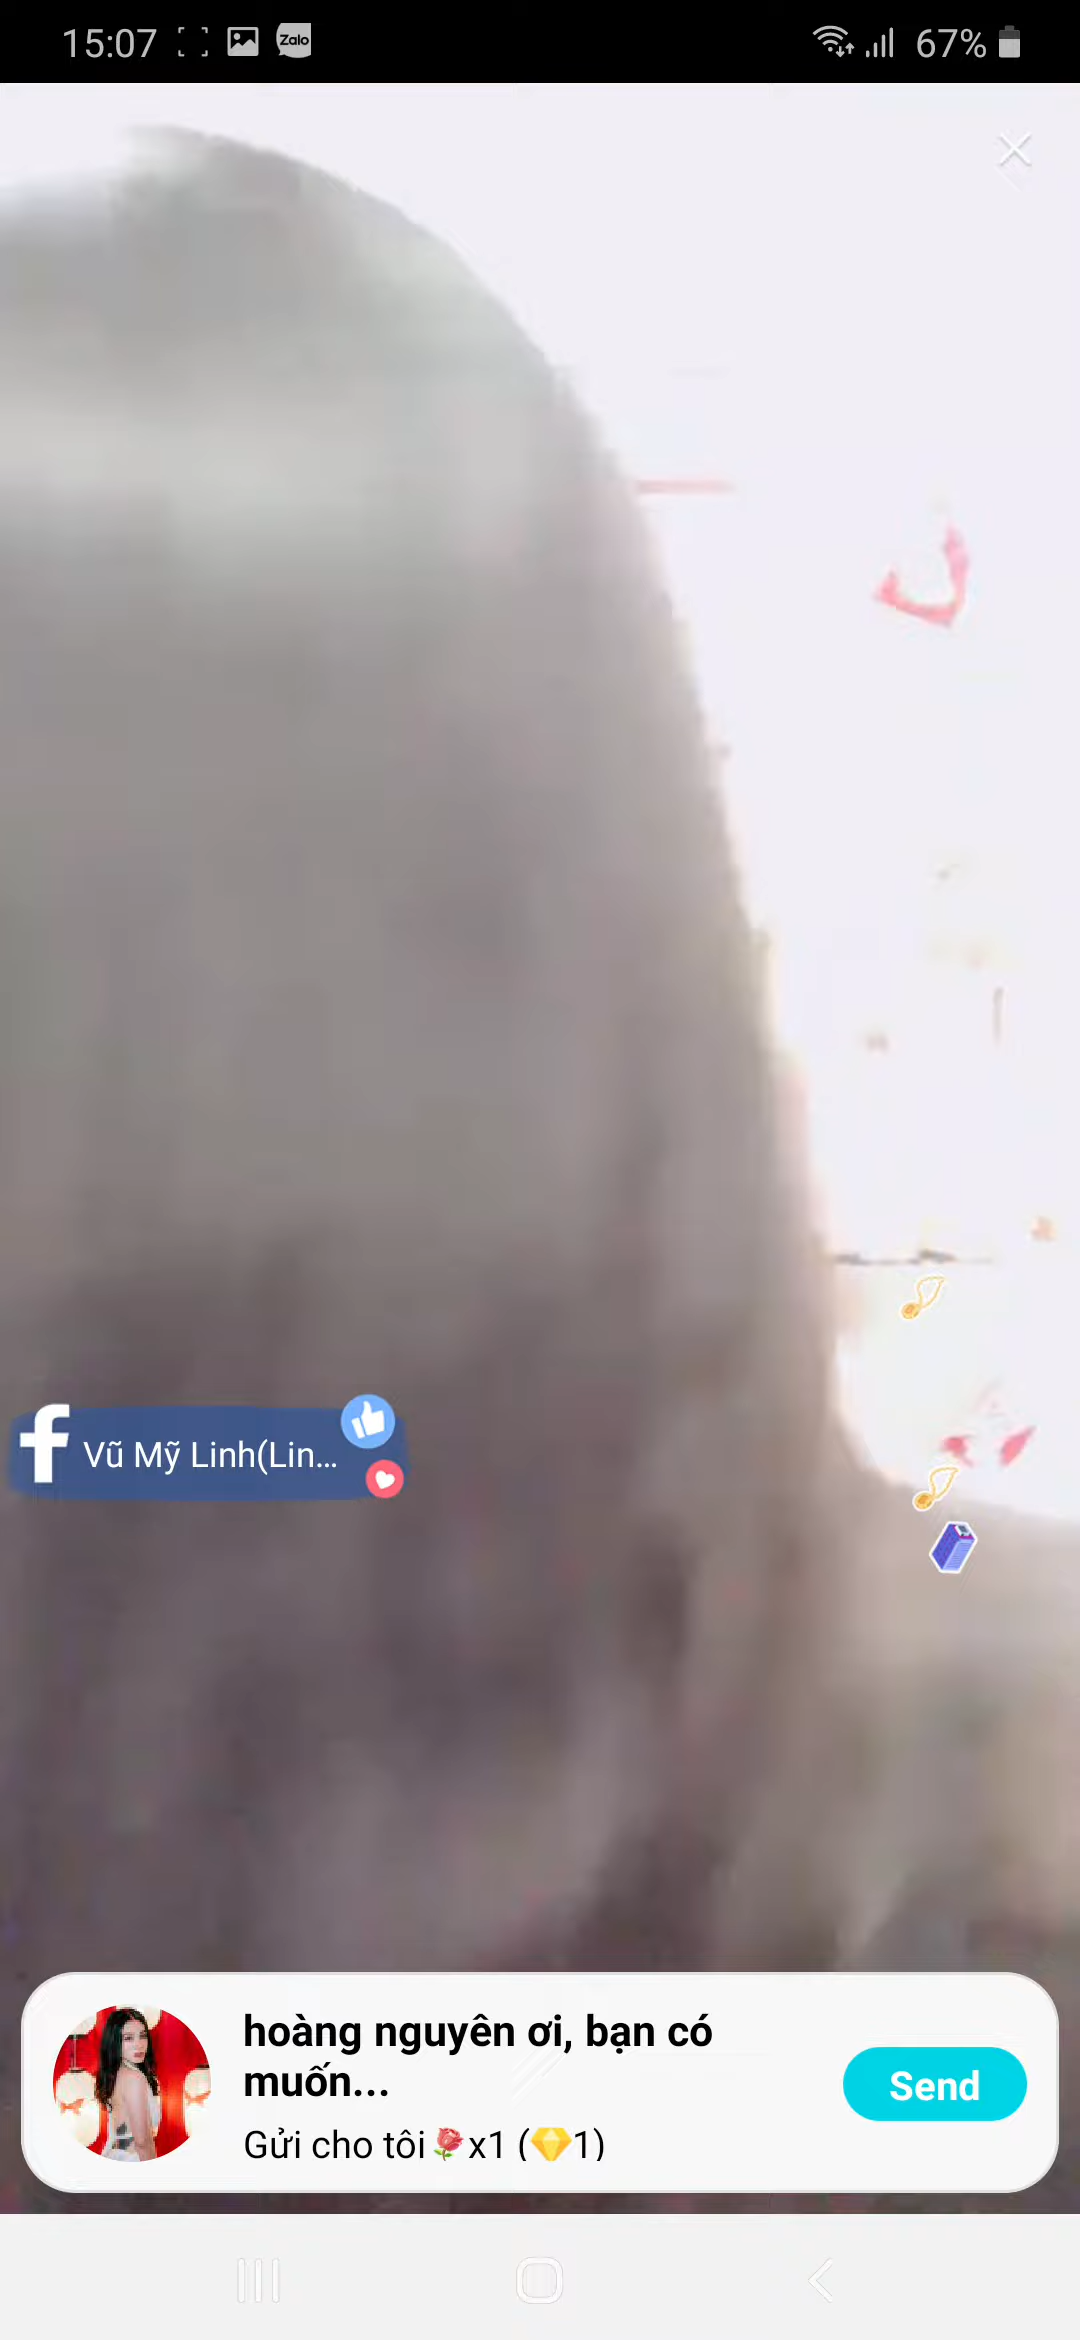 15:07 Zalo 67%
Vũ Mỹ Linh(Lin...
hoàng nguyên ơi, bạn có
muốn...
Gửi cho tôi🌹x1 (💎1)
Send